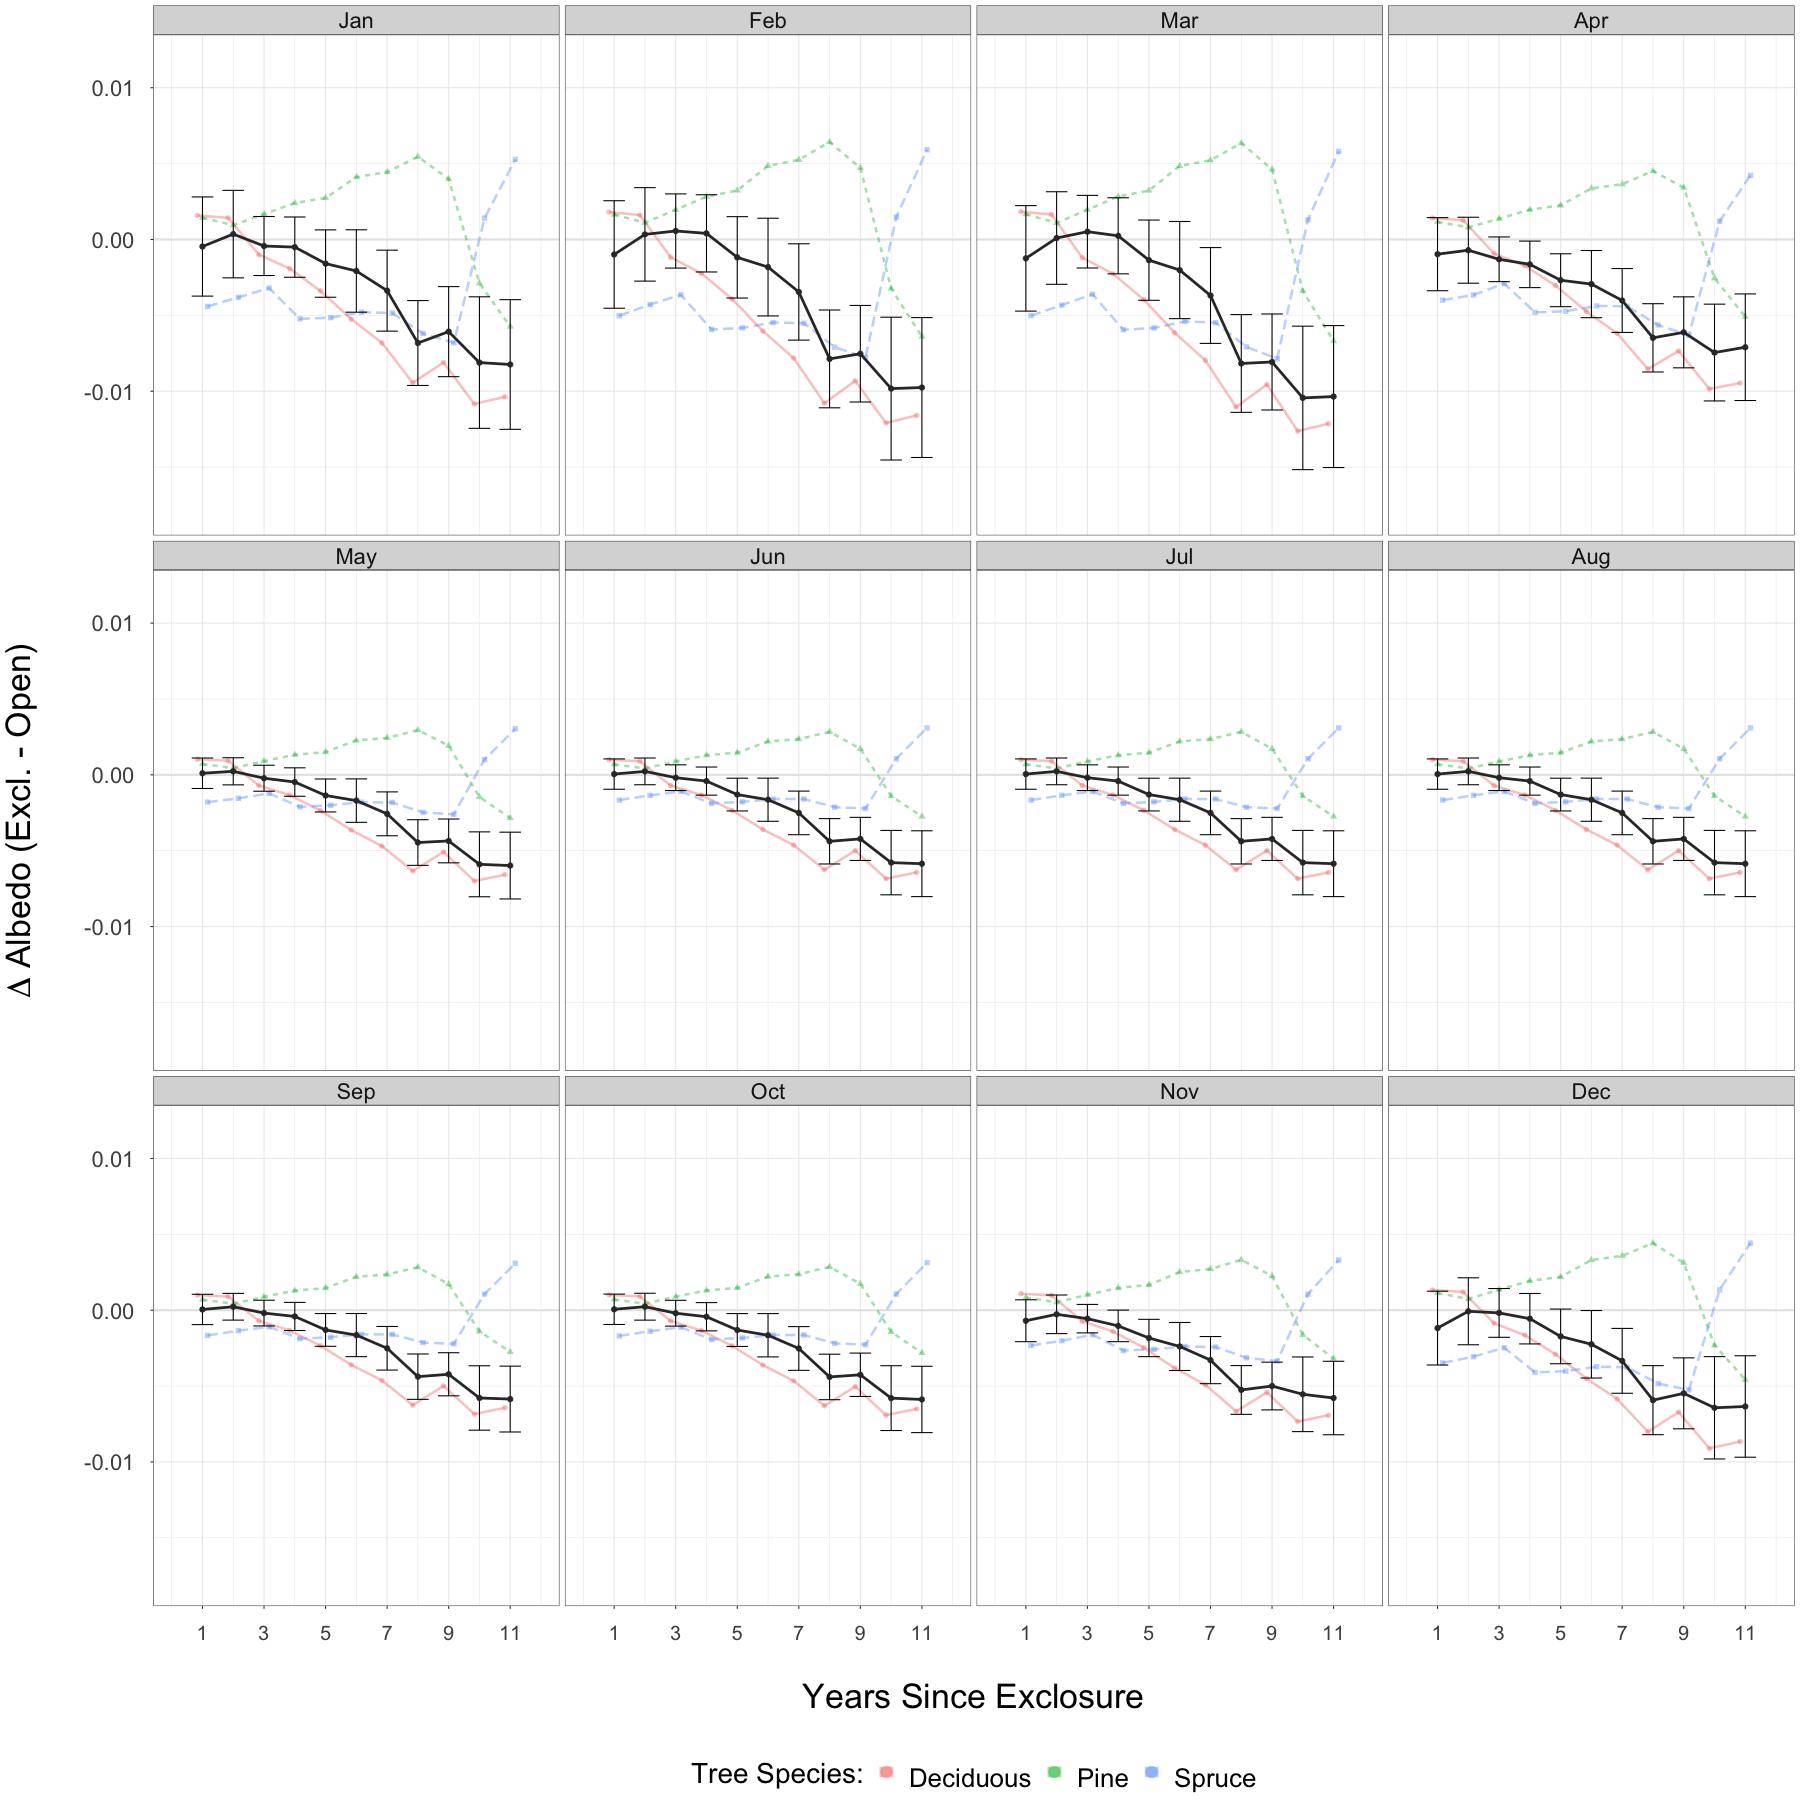 Jan Feb Mar Apr
0.01
0.00
-0.01
May Jun Jul Aug
0.01
0.00
-0.01
Δ Albedo (Excl. - Open)
Sep Oct Nov Dec
0.01
0.00
-0.01
1 3 5 7 9 11 1 3 5 7 9 11 1 3 5 7 9 11 1 3 5 7 9 11
Years Since Exclosure
Tree Species: Deciduous Pine Spruce